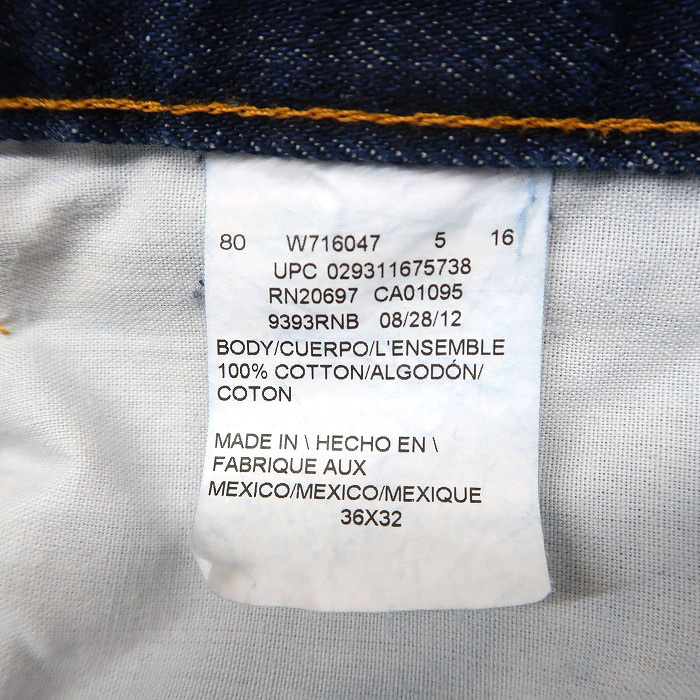 80 W716047 5 16
UPC 029311675738
RN20697 CA01095
9393RNB 08/28/12
BODY/CUERPO/L'ENSEMBLE
100% COTTON/ALGODÓN/
COTON
MADE IN \ HECHO EN \
FABRIQUE AUX
MEXICO/MEXICO/MEXIQUE
36X32